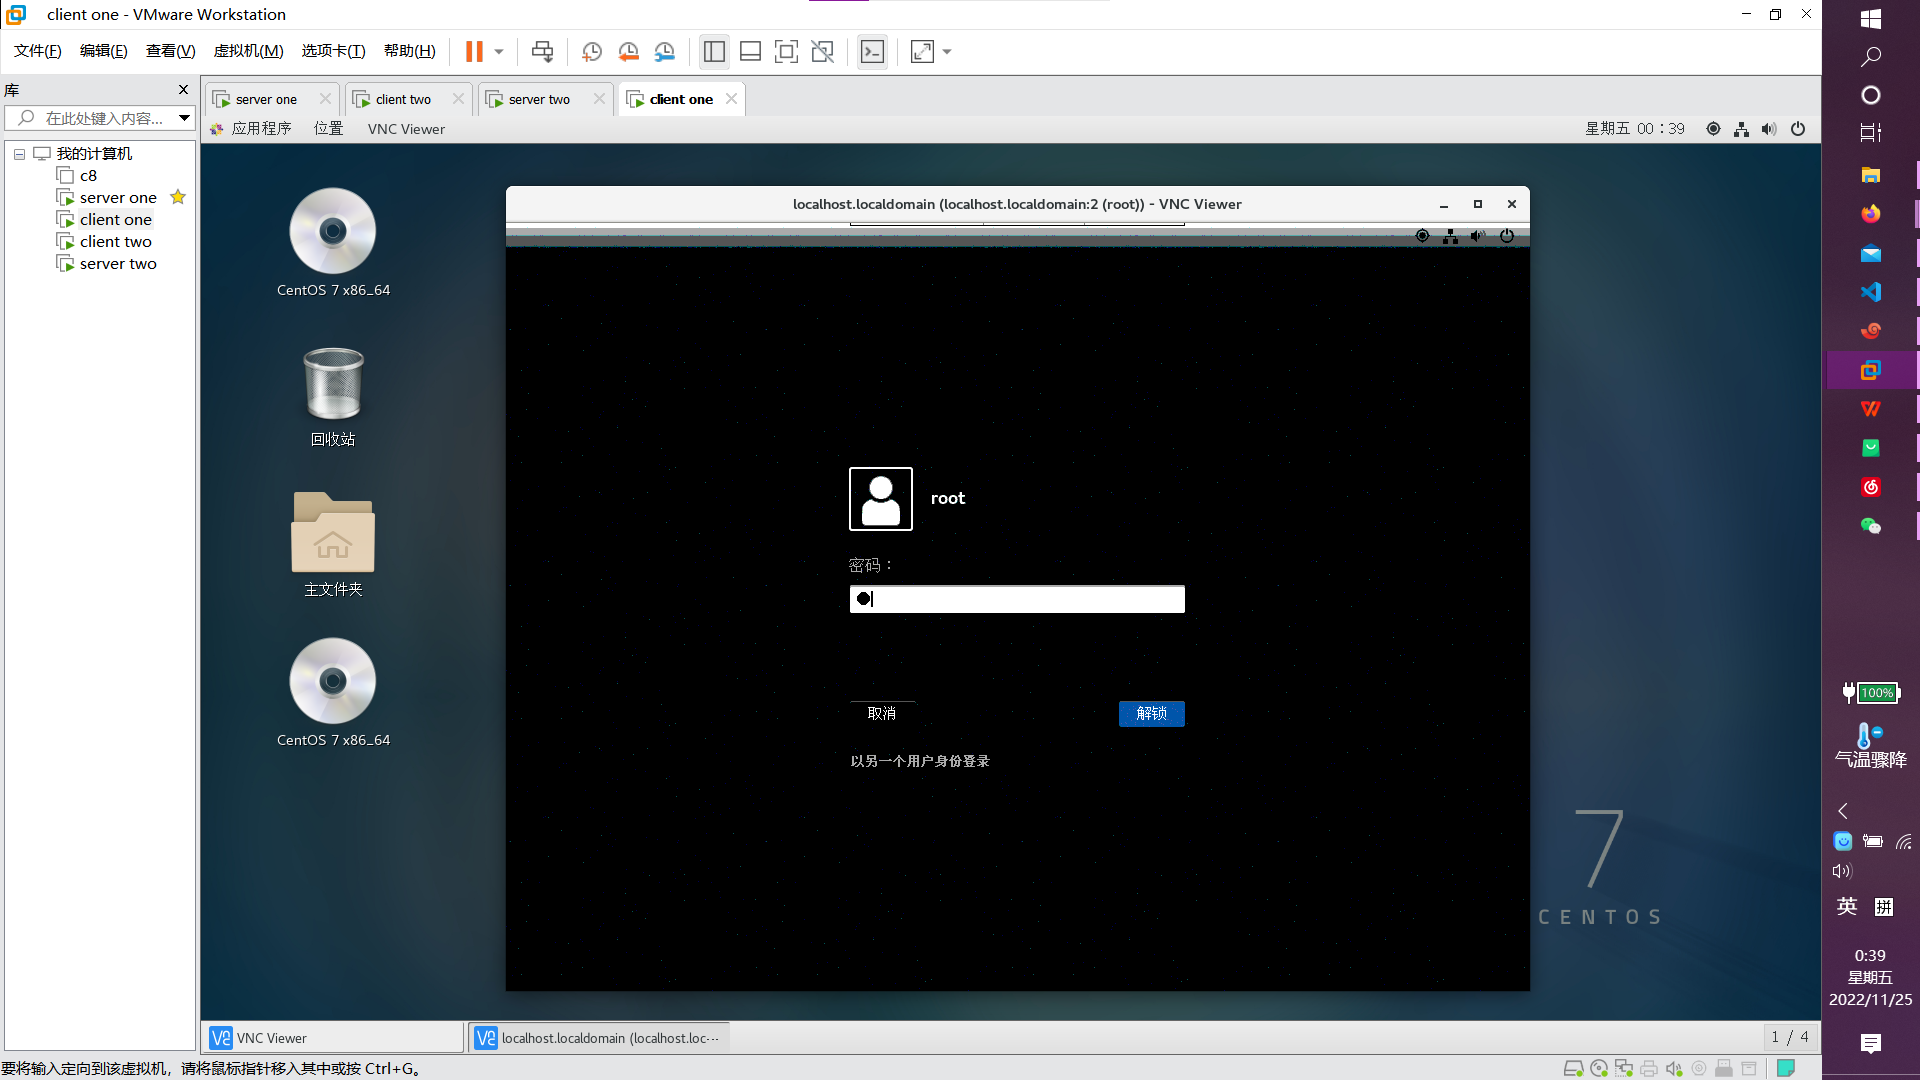 client one - VMware Workstation
文件(F) 编辑(E) 查看(V) 虚拟机(M) 选项卡(T) 帮助(H)
库
在此处键入内容...
我的计算机
c8
server one
client one
client two
server two
server one client two server two client one
应用程序 位置 VNC Viewer 星期五 00：39
CentOS 7 x86_64
回收站
主文件夹
CentOS 7 x86_64
localhost.localdomain (localhost.localdomain:2 (root)) - VNC Viewer
root
密码：
取消 解锁
以另一个用户身份登录
7
CENTOS
VNC Viewer localhost.localdomain (localhost.loc··· 1 / 4
要将输入定向到该虚拟机，请将鼠标指针移入其中或按 Ctrl+G。
100%
气温骤降
英 拼
0:39
星期五
2022/11/25